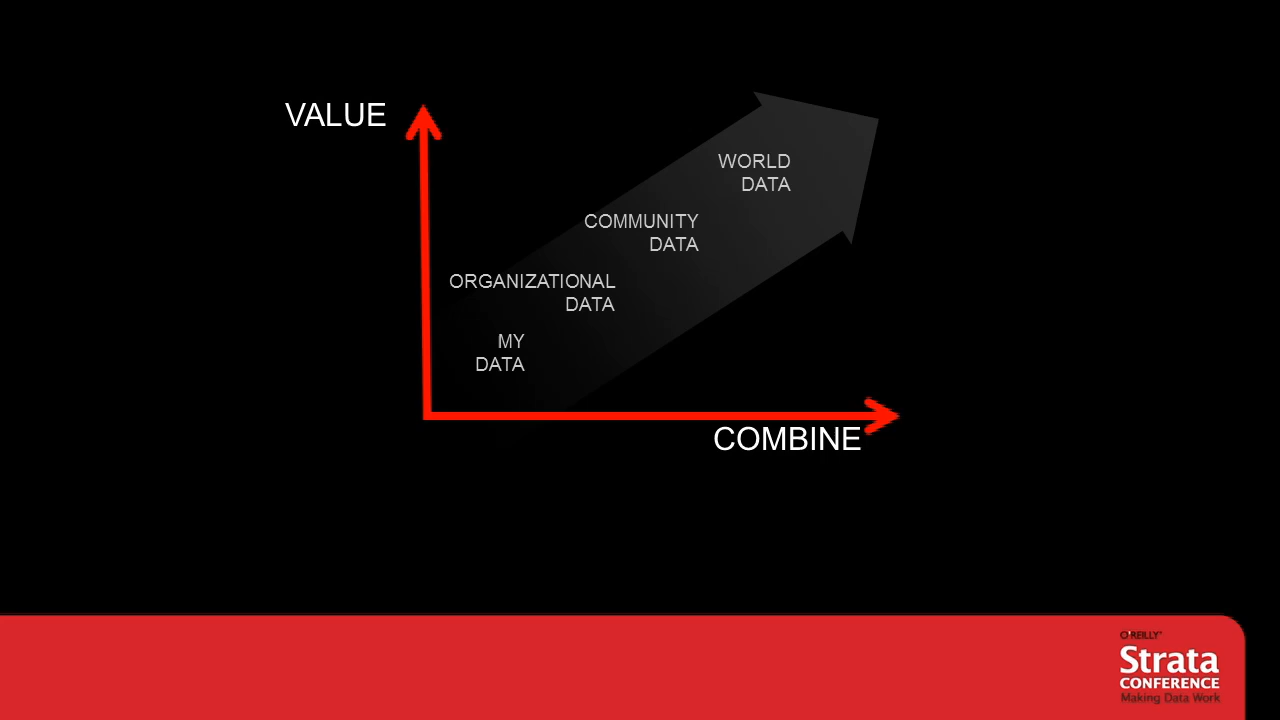 VALUE
WORLD
DATA
COMMUNITY
DATA
ORGANIZATIONAL
DATA
MY
DATA
COMBINE
O'REILLY®
Strata
CONFERENCE
Making Data Work